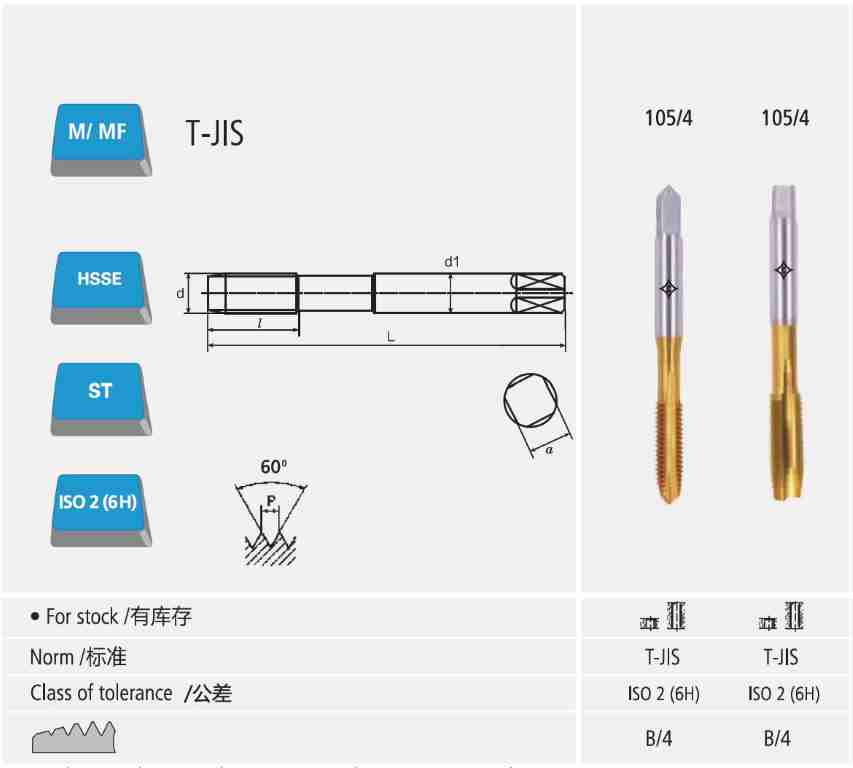 M/ MF
T-JIS
105/4
105/4
HSSE
d
d1
l
L
ST
a
ISO 2 (6H)
60⁰
P
• For stock /有库存
Norm /标准
T-JIS
T-JIS
Class of tolerance /公差
ISO 2 (6H)
ISO 2 (6H)
B/4
B/4